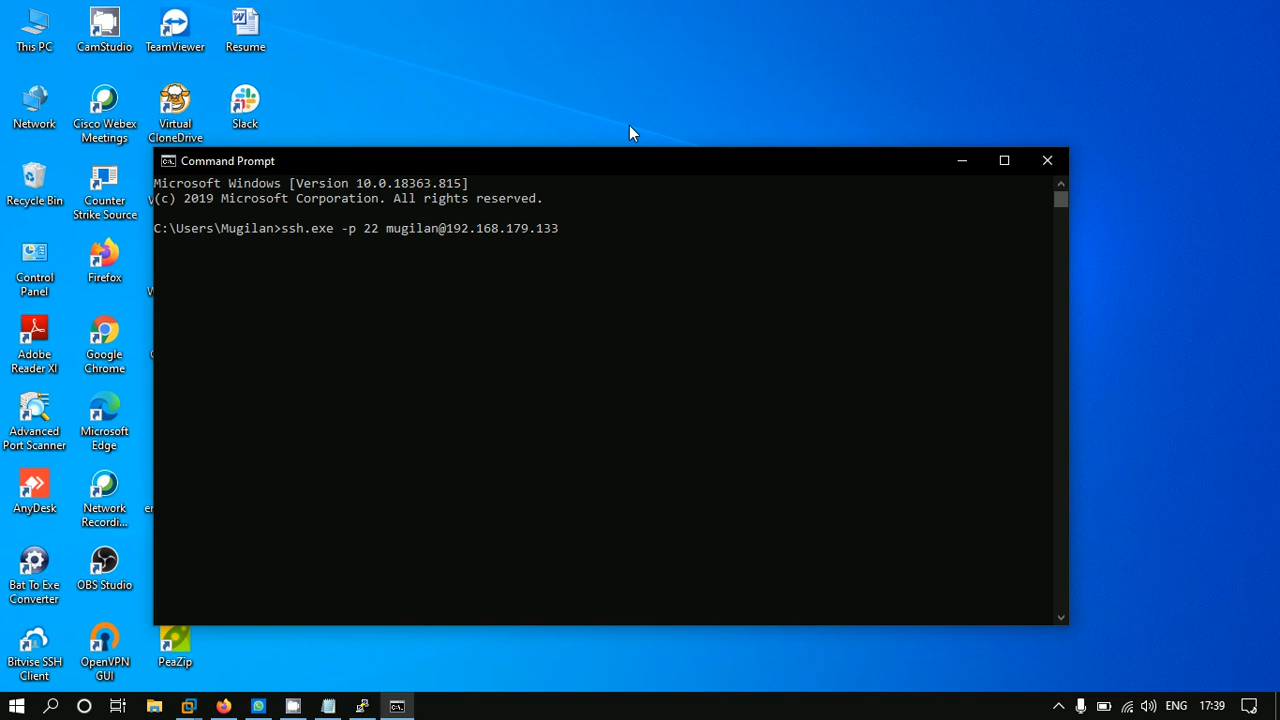 This PC
CamStudio
TeamViewer
Resume
Network
Cisco Webex
Meetings
Virtual
CloneDrive
Slack
Recycle Bin
Counter
Strike Source
Control
Panel
Firefox
Adobe
Reader XI
Google
Chrome
Advanced
Port Scanner
Microsoft
Edge
AnyDesk
Network
Recordi...
Bat To Exe
Converter
OBS Studio
Bitvise SSH
Client
OpenVPN
GUI
PeaZip
Command Prompt
Microsoft Windows [Version 10.0.18363.815]
(c) 2019 Microsoft Corporation. All rights reserved.
C:\Users\Mugilan>ssh.exe -p 22 mugilan@192.168.179.133
ENG
17:39